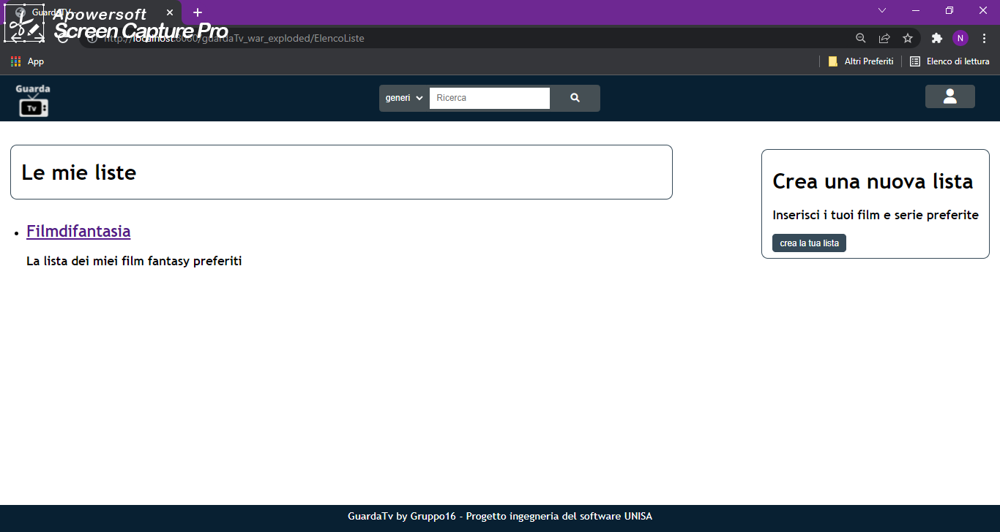 GuardaTV
Apowersoft
Screen Capture Pro
http://localhost:8080/guardaTv_war_exploded/ElencoListe
N
App
Altri Preferiti
Elenco di lettura
Guarda
Tv
generi
Ricerca
Le mie liste
Filmdifantasia
La lista dei miei film fantasy preferiti
Crea una nuova lista
Inserisci i tuoi film e serie preferite
crea la tua lista
GuardaTv by Gruppo16 - Progetto ingegneria del software UNISA